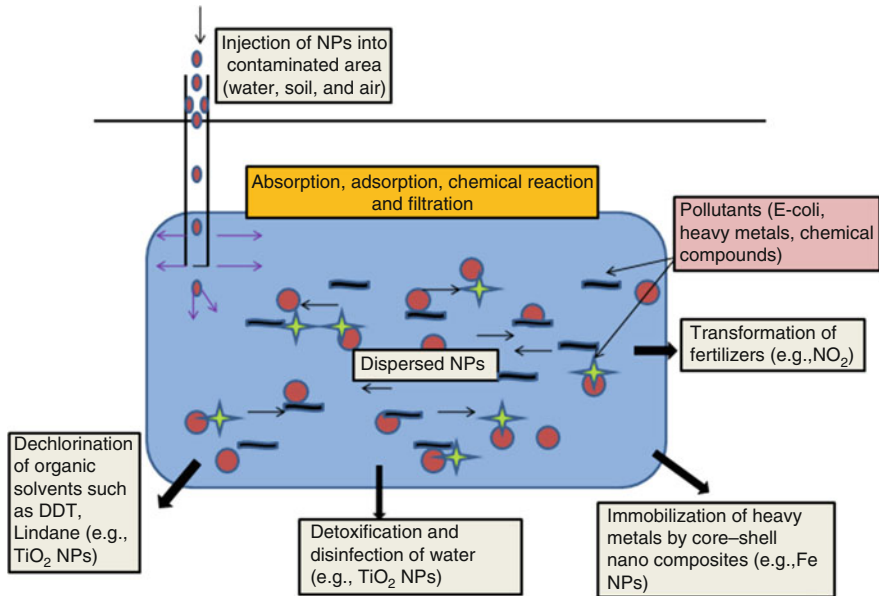 Injection of NPs into
contaminated area
(water, soil, and air)
Absorption, adsorption, chemical reaction
and filtration
Pollutants (E-coli,
heavy metals, chemical
compounds)
Transformation of
fertilizers (e.g.,NO₂)
Dispersed NPs
Dechlorination
of organic
solvents such
as DDT,
Lindane (e.g.,
TiO₂ NPs)
Detoxification and
disinfection of water
(e.g., TiO₂ NPs)
Immobilization of heavy
metals by core–shell
nano composites (e.g.,Fe
NPs)